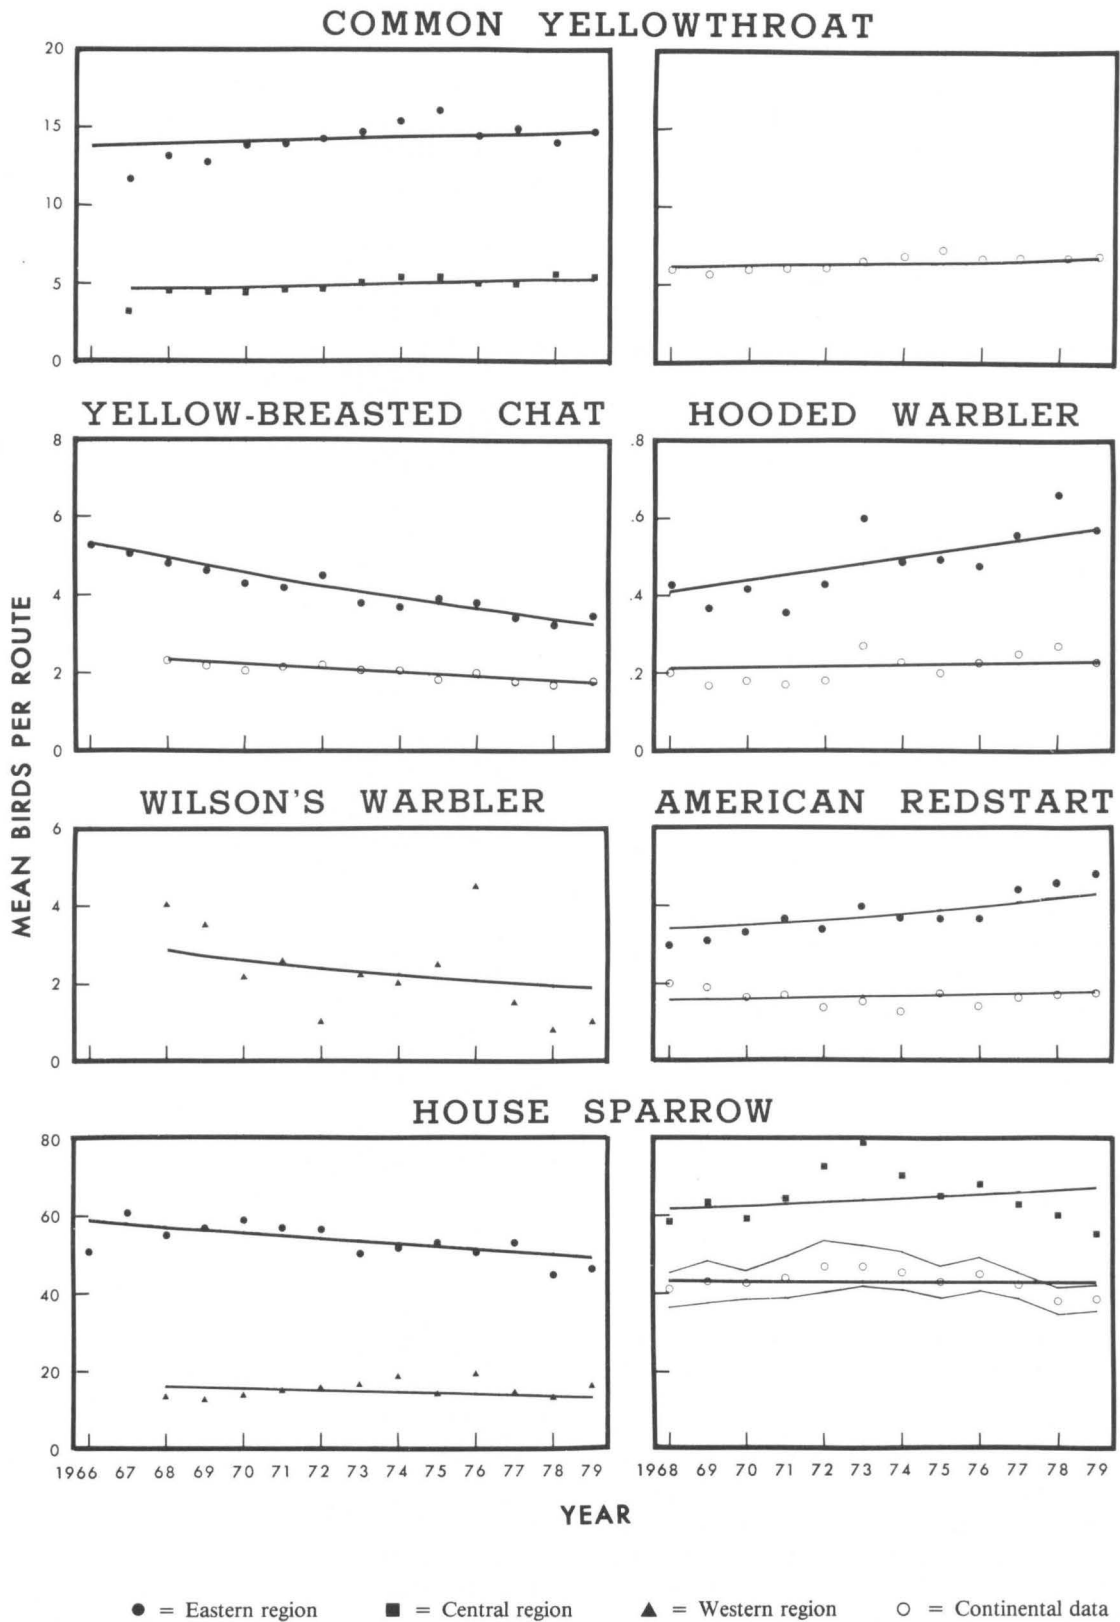 COMMON YELLOWTHROAT
20
15
10
5
0
YELLOW-BREASTED CHAT
HOODED WARBLER
8
6
4
2
0
.8
.6
.4
.2
0
MEAN BIRDS PER ROUTE
WILSON'S WARBLER
AMERICAN REDSTART
6
4
2
0
HOUSE SPARROW
80
60
40
20
0
1966 67 68 69 70 71 72 73 74 75 76 77 78 79
1968 69 70 71 72 73 74 75 76 77 78 79
YEAR
● = Eastern region ■ = Central region ▲ = Western region ○ = Continental data